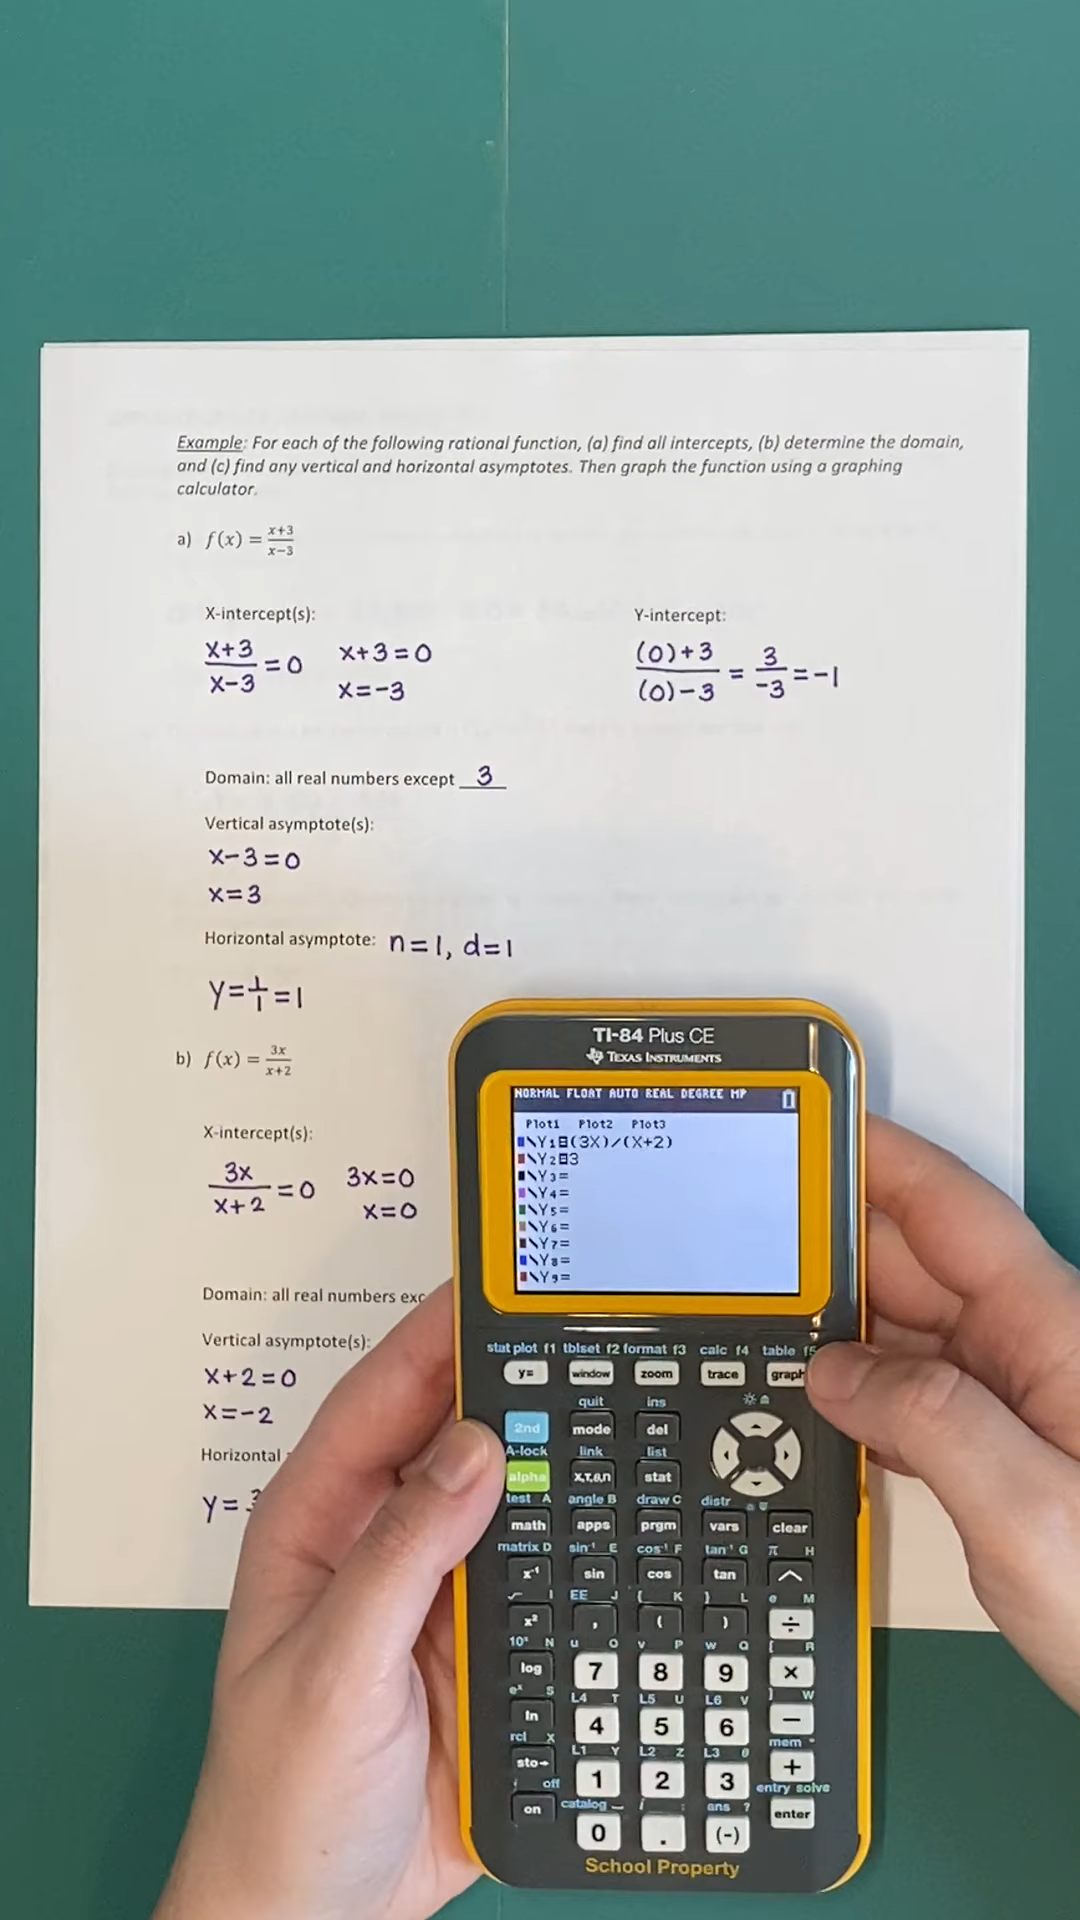 Example: For each of the following rational function, (a) find all intercepts, (b) determine the domain,
and (c) find any vertical and horizontal asymptotes. Then graph the function using a graphing
calculator.
a) f(x) = x+3/x−3
X-intercept(s): Y-intercept:
x+3/x−3 = 0 x+3=0 (0)+3/(0)−3 = 3/-3 = −1
x=−3
Domain: all real numbers except 3
Vertical asymptote(s):
x−3=0
x=3
Horizontal asymptote: n=1, d=1
y=1/1=1
b) f(x) = 3x/x+2
X-intercept(s):
3x/x+2 = 0 3x=0
x=0
Domain: all real numbers exc
Vertical asymptote(s):
x+2=0
x=−2
Horizontal
y=
TI-84 Plus CE
TEXAS INSTRUMENTS
NORMAL FLOAT AUTO REAL DEGREE MP
Plot1 Plot2 Plot3
\Y1=(3X)/(X+2)
\Y2=3
\Y3=
\Y4=
\Y5=
\Y6=
\Y7=
\Y8=
\Y9=
stat plot f1 tblset f2 format f3 calc f4 table f5
y= window zoom trace graph
quit ins
2nd mode del
A-lock link list
alpha X,T,θ,n stat
test A angle B draw C distr
math apps prgm vars clear
matrix D sin⁻¹ E cos⁻¹ F tan⁻¹ G π H
x⁻¹ sin cos tan ^
√ I EE J { K } L e M
x² , ( ) ÷
10ˣ N u O v P w Q [ R
log 7 8 9 ×
eˣ S L4 T L5 U L6 V ] W
ln 4 5 6 −
rcl X L1 Y L2 Z L3 θ mem "
sto→ 1 2 3 +
off catalog i : ans ? entry solve
on 0 . (-) enter
School Property